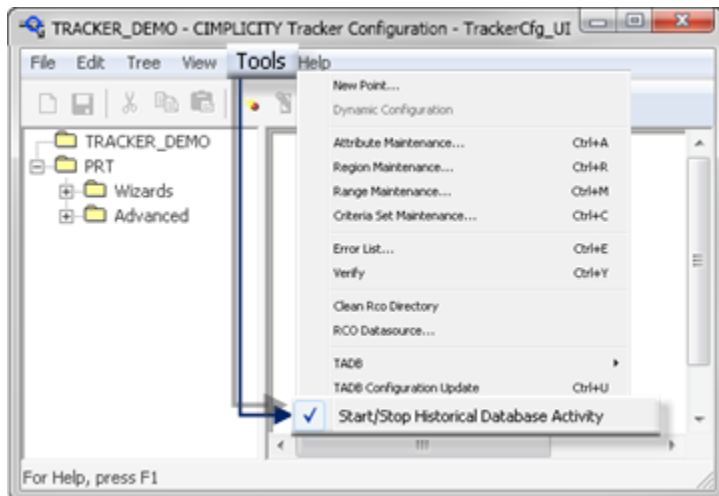 TRACKER_DEMO - CIMPLICITY Tracker Configuration - TrackerCfg_UI
File Edit Tree View Tools Help
New Point...
Dynamic Configuration
Attribute Maintenance... Ctrl+A
Region Maintenance... Ctrl+R
Range Maintenance... Ctrl+M
Criteria Set Maintenance... Ctrl+C
Error List... Ctrl+E
Verify Ctrl+Y
Clean Rco Directory
RCO Datasource...
TADB
TADB Configuration Update Ctrl+U
Start/Stop Historical Database Activity
TRACKER_DEMO
PRT
Wizards
Advanced
For Help, press F1